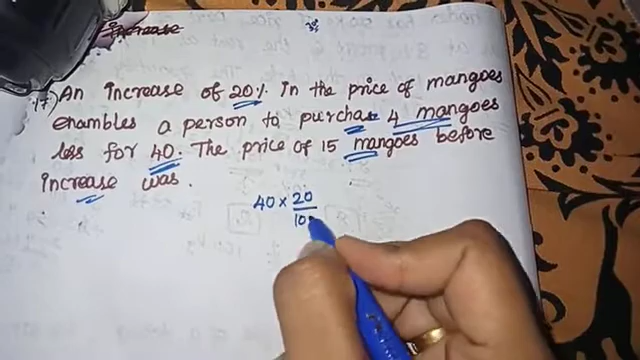 17) An increase of 20% in the price of mangoes
enambles a person to purchas 4 mangoes
less for 40. The price of 15 mangoes before
increase was.
40 × 20
10